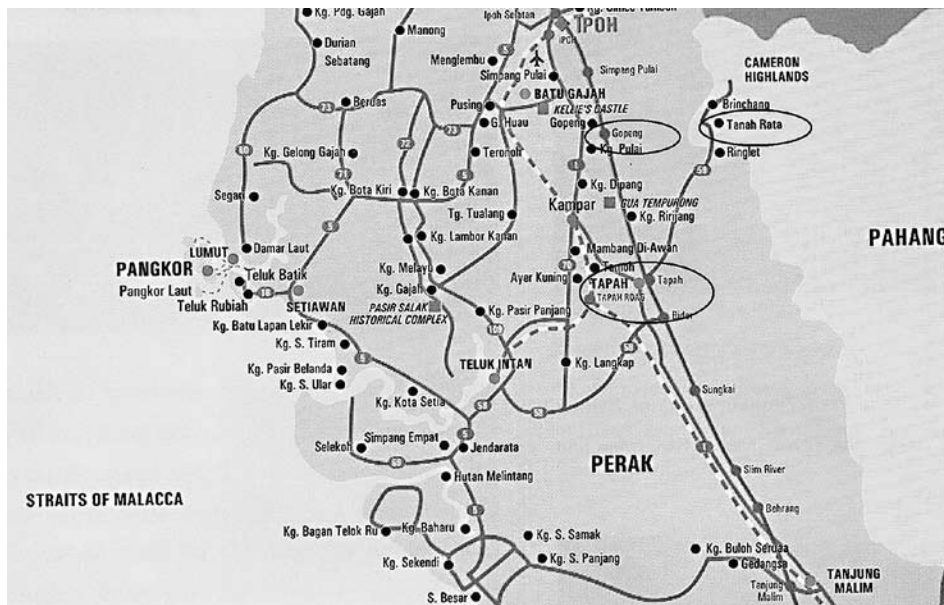 Kg. Pdg. Gajah
Manong
Ipoh Selatan
IPOH
IPOH
Durian
Sebatang
Menglembu
Simpang Pulai
Simpang Pulai
CAMERON
HIGHLANDS
Beruas
Pusing
BATU GAJAH
KELLIE'S CASTLE
Brinchang
Tanah Rata
G. Huau
Gopeng
Gopeng
Kg. Gelong Gajah
Teronoh
Kg. Pulai
Ringlet
Segari
Kg. Bota Kiri
Kg. Bota Kanan
Kg. Dipang
GUA TEMPURONG
Kampar
Tg. Tualang
Kg. Ririjang
LUMUT
Damar Laut
Kg. Lambor Kanan
Mambang Di-Awan
PAHANG
PANGKOR
Teluk Batik
Kg. Melayu
Temoh
Pangkor Laut
Ayer Kuning
TAPAH
Tapah
Teluk Rubiah
SETIAWAN
Kg. Gajah
TAPAH ROAD
PASIR SALAK
HISTORICAL COMPLEX
Kg. Pasir Panjang
Bidor
Kg. Batu Lapan Lekir
Kg. S. Tiram
TELUK INTAN
Kg. Langkap
Kg. Pasir Belanda
Kg. S. Ular
Kg. Kota Setia
Sungkai
Simpang Empat
Selekoh
Jendarata
PERAK
Hutan Melintang
Slim River
STRAITS OF MALACCA
Behrang
Kg. Bagan Telok Ru
Kg. Baharu
Kg. S. Samak
Kg. Sekendi
Kg. S. Panjang
Kg. Buloh Serdaa
Gedangsa
TANJUNG
MALIM
Tanjung
Malim
S. Besar